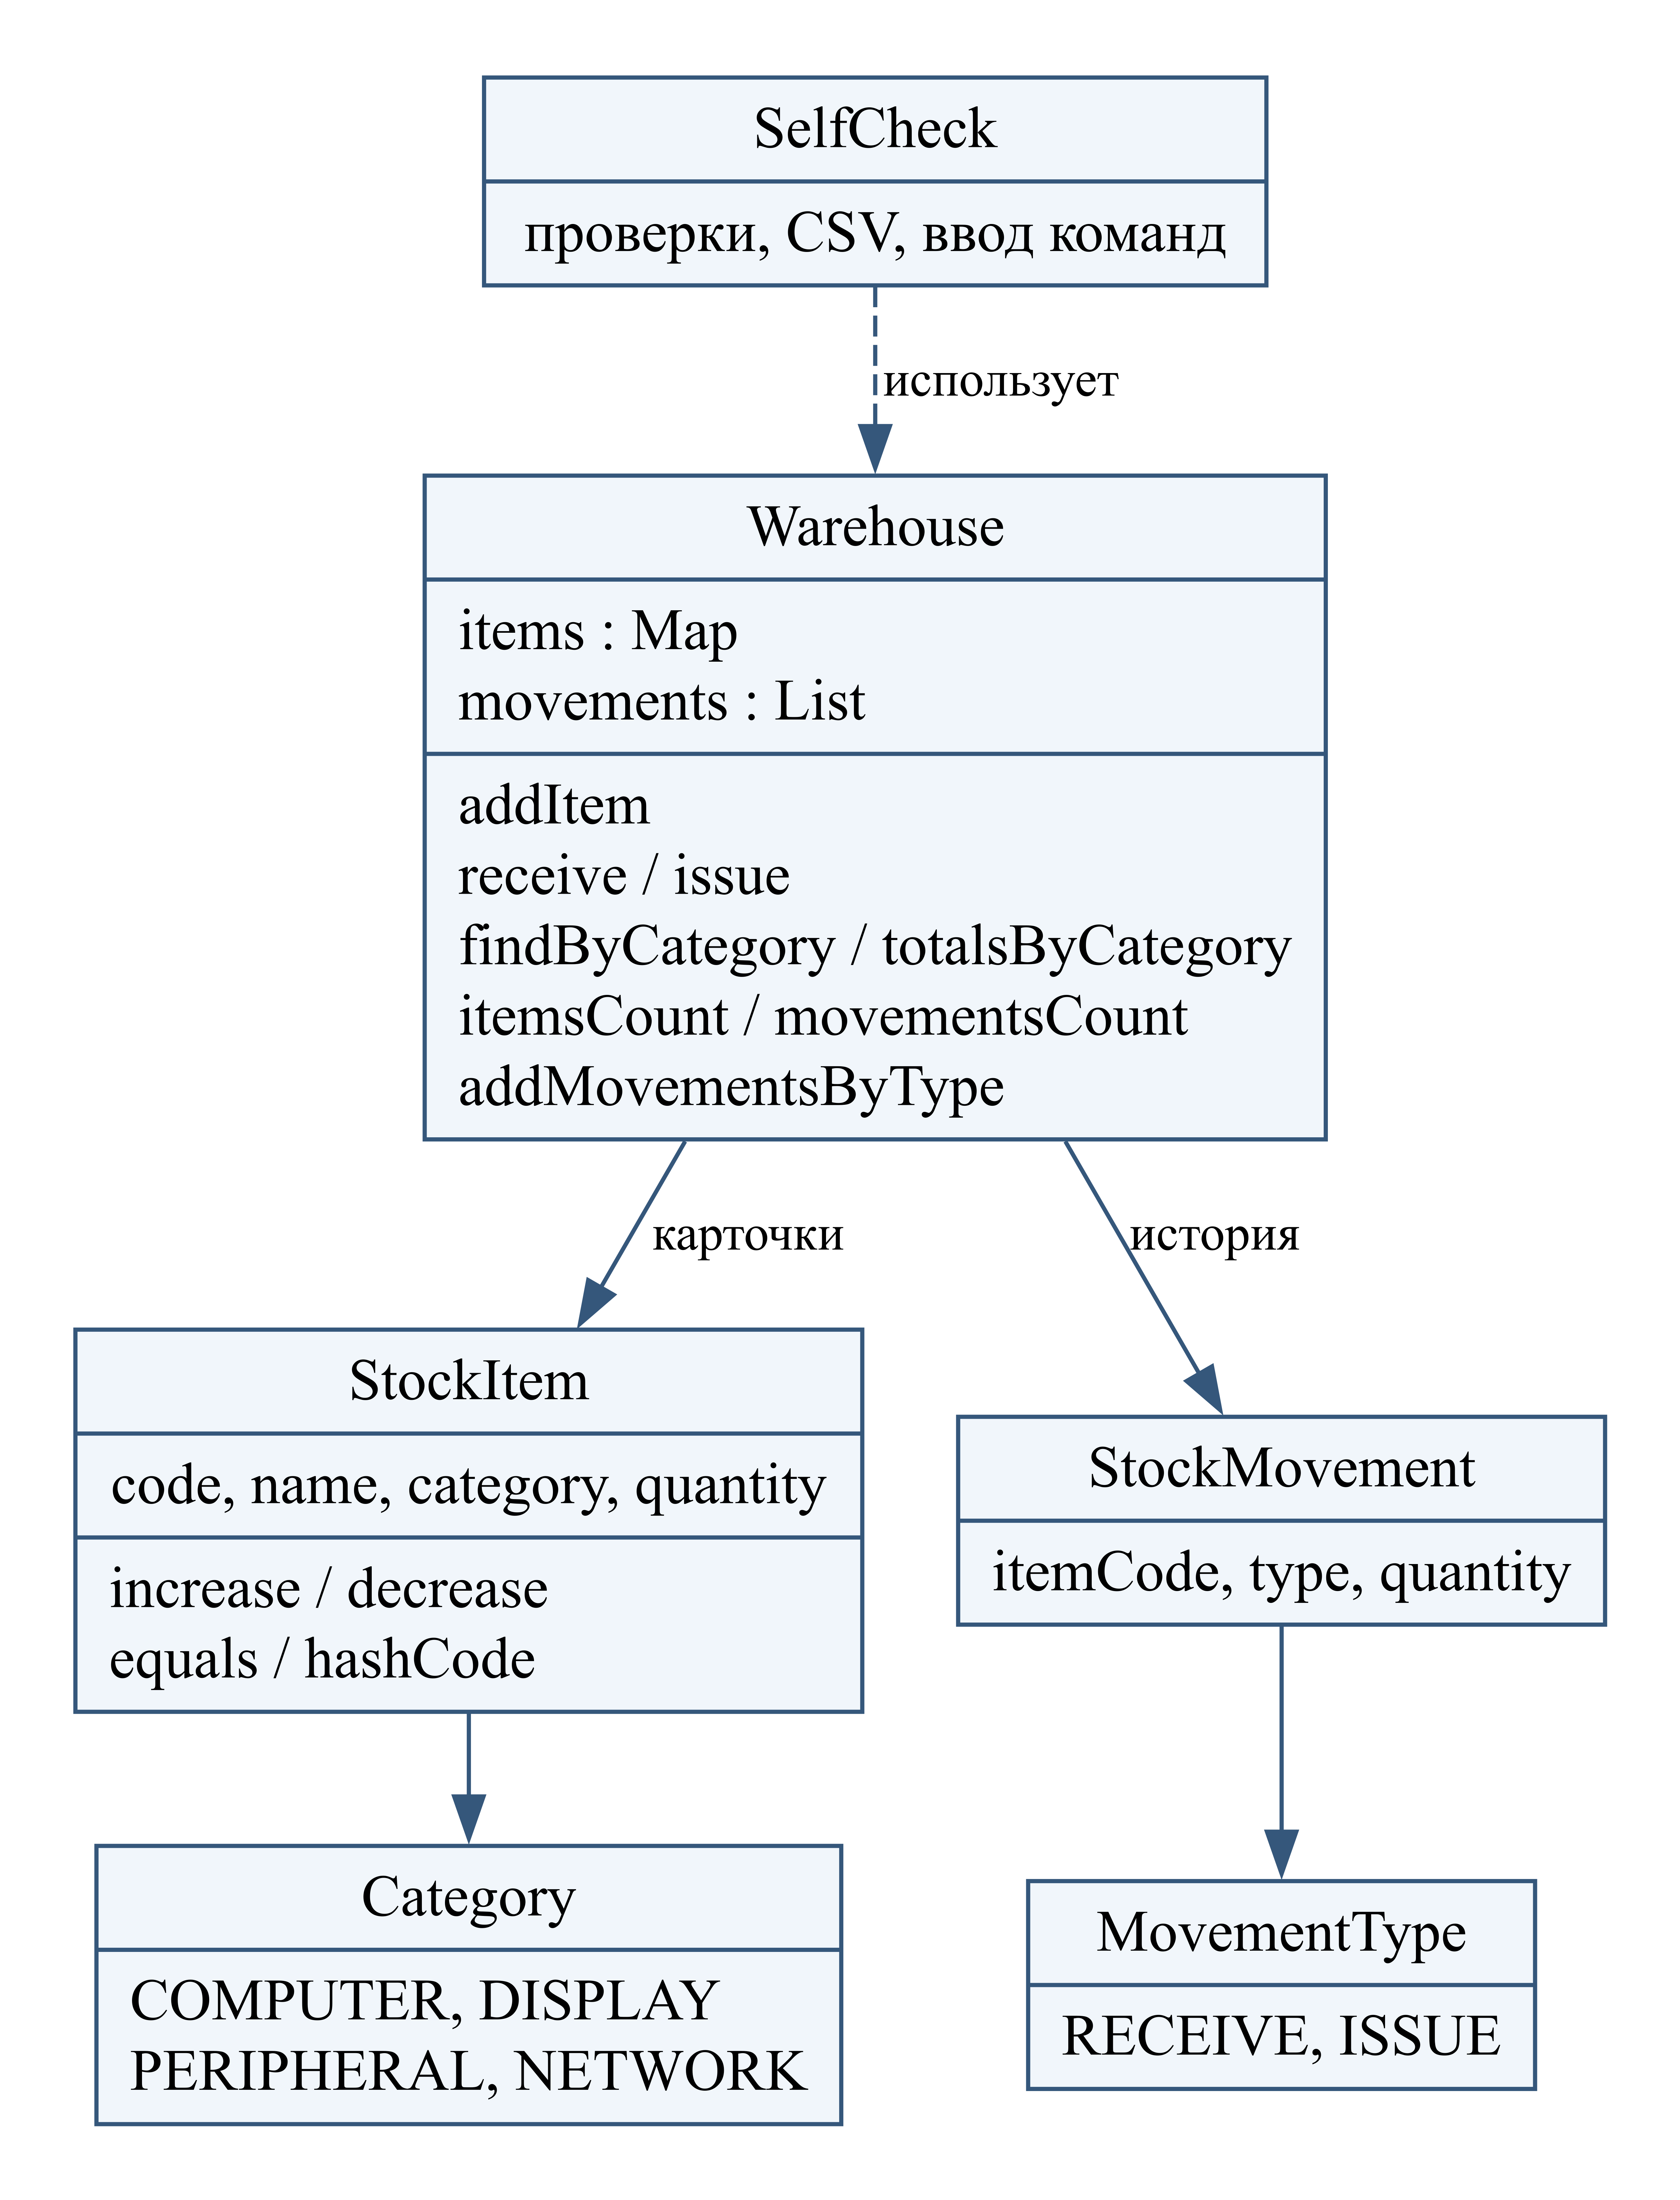 SelfCheck
проверки, CSV, ввод команд
использует
Warehouse
items : Map
movements : List
addItem
receive / issue
findByCategory / totalsByCategory
itemsCount / movementsCount
addMovementsByType
карточки
история
StockItem
code, name, category, quantity
increase / decrease
equals / hashCode
StockMovement
itemCode, type, quantity
Category
COMPUTER, DISPLAY
PERIPHERAL, NETWORK
MovementType
RECEIVE, ISSUE